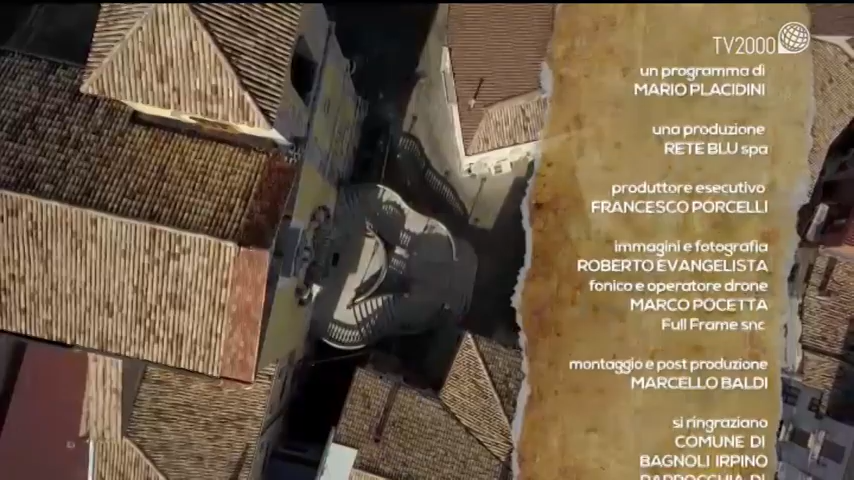 TV2000
un programma di
MARIO PLACIDINI
una produzione
RETE BLU spa
produttore esecutivo
FRANCESCO PORCELLI
immagini e fotografia
ROBERTO EVANGELISTA
fonico e operatore drone
MARCO POCETTA
Full Frame snc
montaggio e post produzione
MARCELLO BALDI
si ringraziano
COMUNE DI
BAGNOLI IRPINO
PARROCCHIA DI